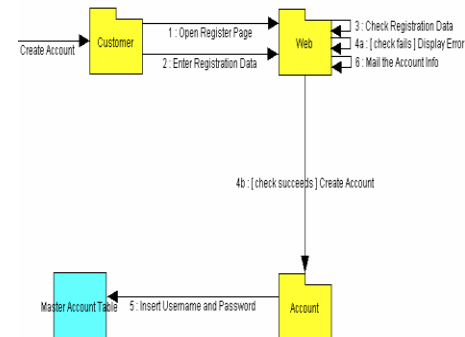 1 : Open Register Page
3 : Check Registration Data
Create Account
Customer
Web
4a : [ check fails ] Display Error
2 : Enter Registration Data
6 : Mail the Account Info
4b : [ check succeeds ] Create Account
Master Account Table
5 : Insert Username and Password
Account